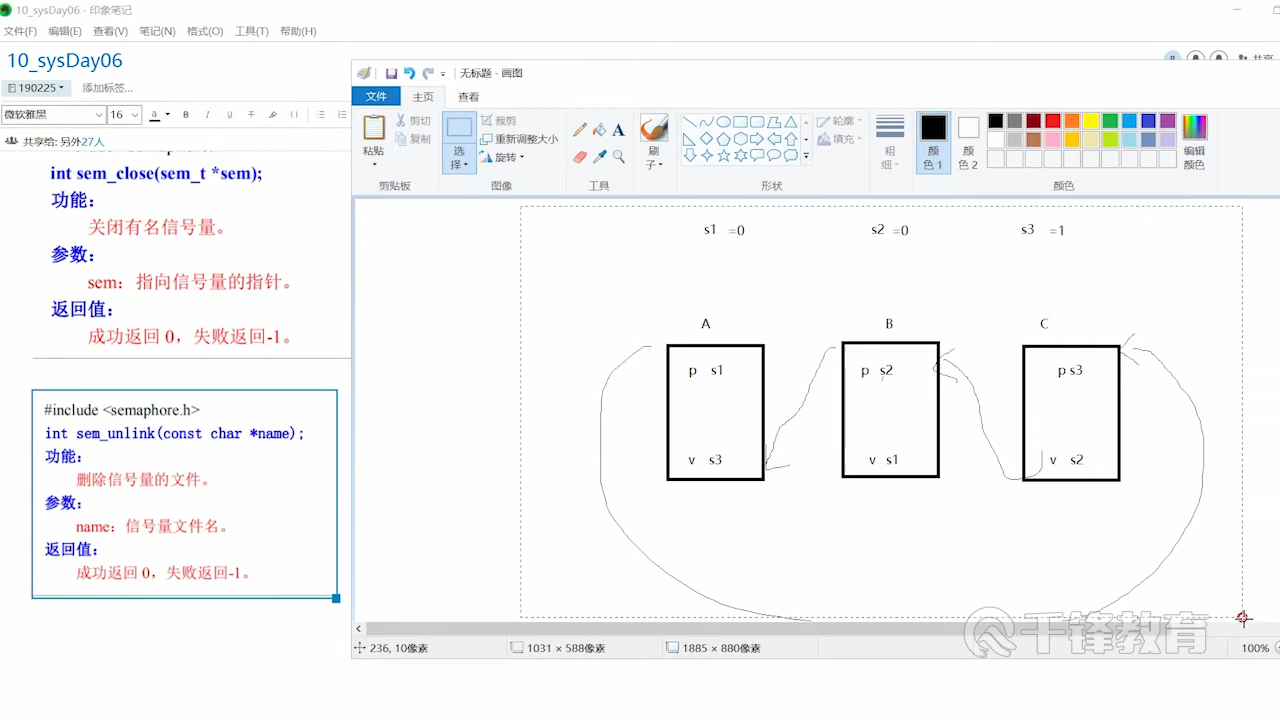 10_sysDay06 - 印象笔记
文件(F) 编辑(E) 查看(V) 笔记(N) 格式(O) 工具(T) 帮助(H)
10_sysDay06
190225 添加标签...
微软雅黑 16 a B I U T
共享给: 另外27人
int sem_close(sem_t *sem);
功能:
关闭有名信号量。
参数:
sem：指向信号量的指针。
返回值:
成功返回 0，失败返回-1。
#include <semaphore.h>
int sem_unlink(const char *name);
功能:
删除信号量的文件。
参数:
name：信号量文件名。
返回值:
成功返回 0，失败返回-1。
共享
无标题 - 画图
文件 主页 查看
粘贴 剪切 复制
剪贴板
选择 裁剪 重新调整大小 旋转
图像
A
工具
刷子
轮廓 填充
形状
粗细
颜色 1 颜色 2 编辑颜色
颜色
s1 =0 s2 =0 s3 =1
A B C
p s1 p s2 p s3
v s3 v s1 v s2
千锋教育
236, 10像素 1031 × 588像素 1885 × 880像素 100%